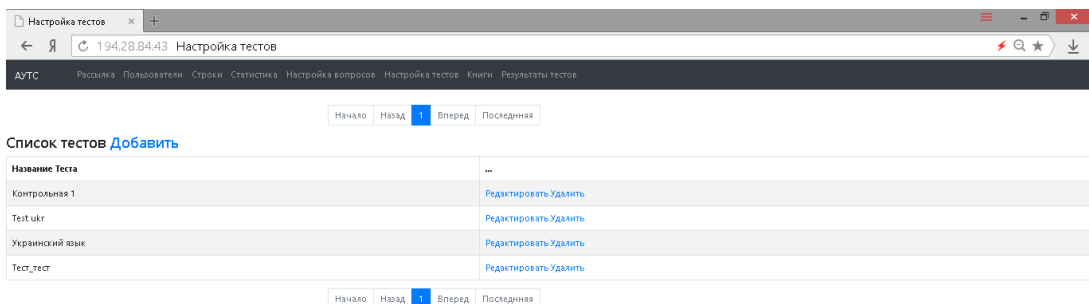 Настройка тестов
Я 194.28.84.43 Настройка тестов
АУТС Рассылка Пользователи Строки Статистика Настройка вопросов Настройка тестов Книги Результаты тестов
Начало Назад 1 Вперед Последняя
Список тестов Добавить
Название Теста ...
Контрольная 1 Редактировать Удалить
Test ukr Редактировать Удалить
Украинский язык Редактировать Удалить
Тест_тест Редактировать Удалить
Начало Назад 1 Вперед Последняя